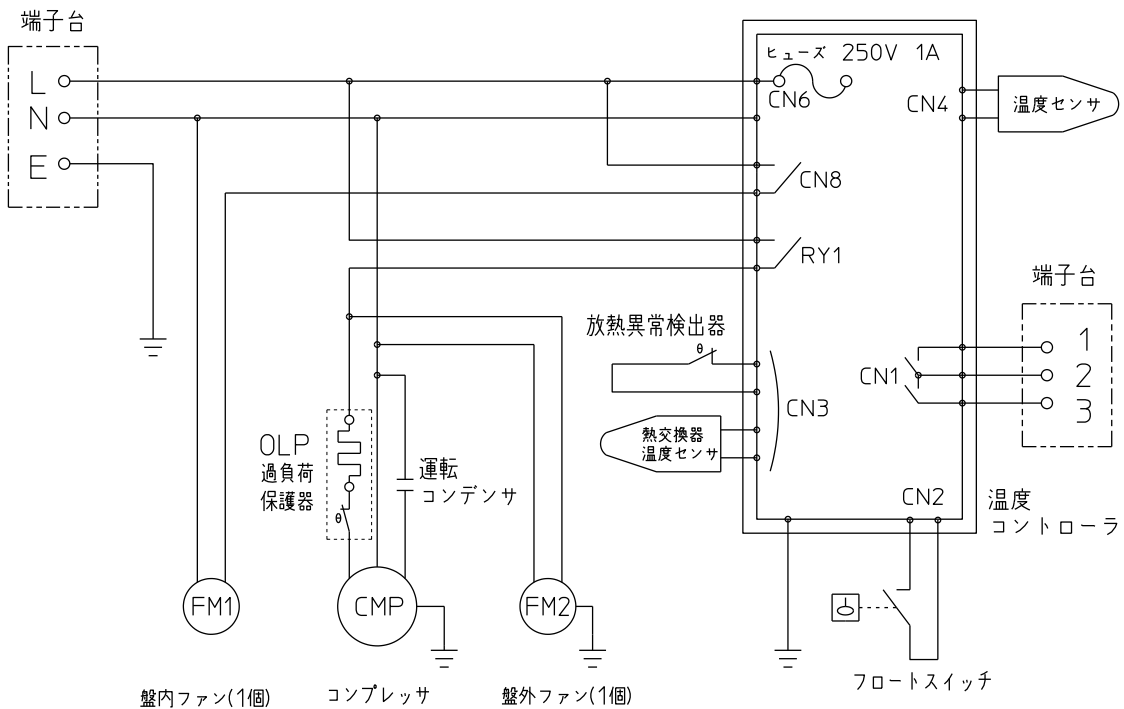 端子台
L
N
E
ヒューズ 250V 1A
CN6
CN4
温度センサ
CN8
RY1
端子台
1
2
3
CN1
放熱異常検出器
θ
CN3
熱交換器
温度センサ
OLP
過負荷
保護器
θ
運転
コンデンサ
CN2
温度
コントローラ
FM1
CMP
FM2
フロートスイッチ
盤内ファン(1個)
コンプレッサ
盤外ファン(1個)